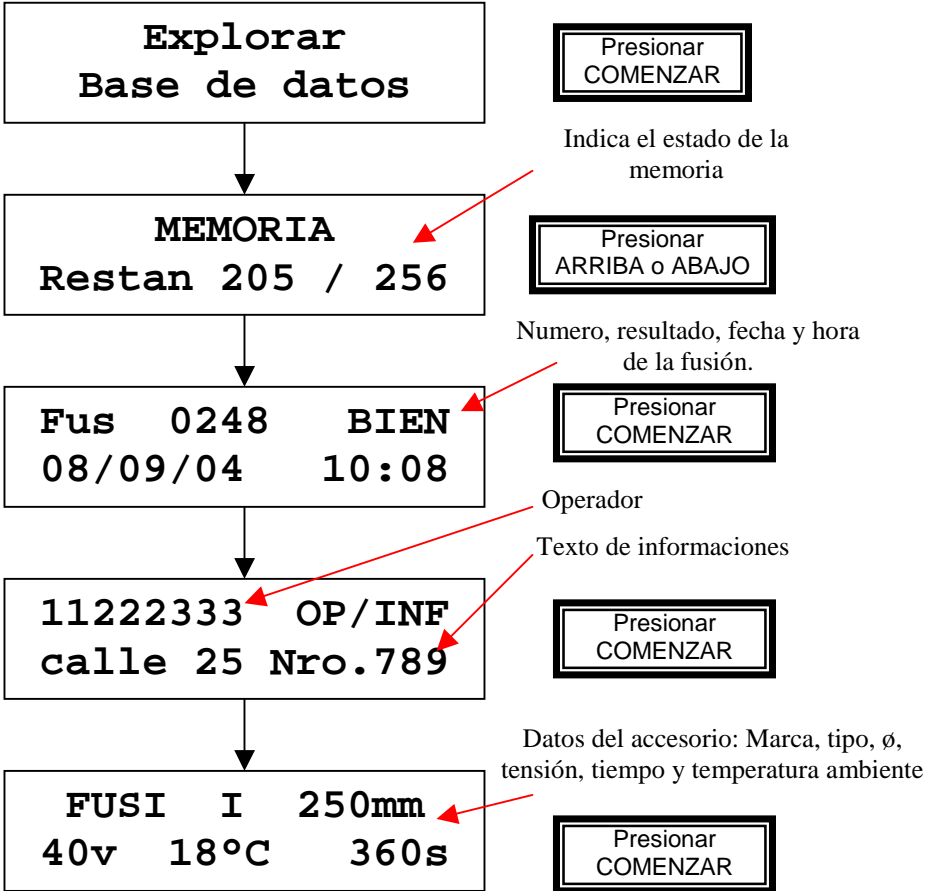 Explorar
Base de datos
Presionar
COMENZAR
Indica el estado de la
memoria
MEMORIA
Restan 205 / 256
Presionar
ARRIBA o ABAJO
Numero, resultado, fecha y hora
de la fusión.
Fus 0248 BIEN
08/09/04 10:08
Presionar
COMENZAR
Operador
Texto de informaciones
11222333 OP/INF
calle 25 Nro.789
Presionar
COMENZAR
Datos del accesorio: Marca, tipo, ø,
tensión, tiempo y temperatura ambiente
FUSI I 250mm
40v 18ºC 360s
Presionar
COMENZAR